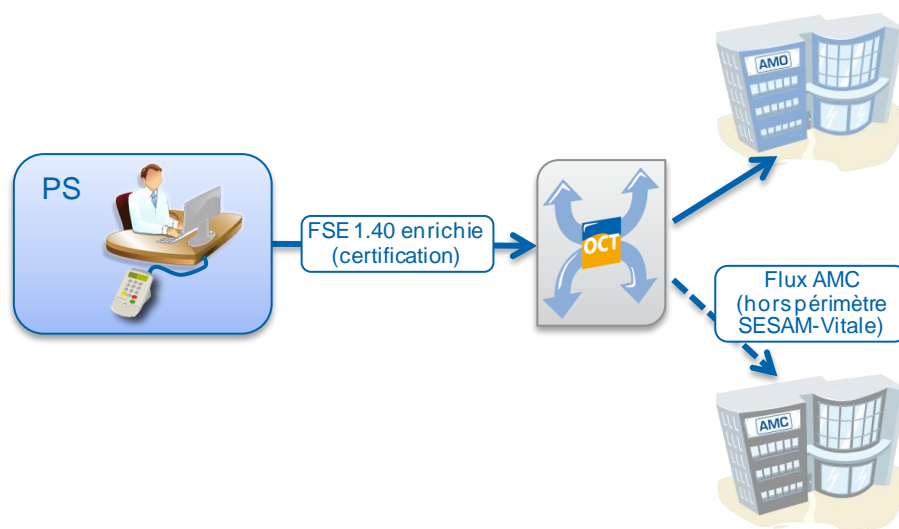 AMO
PS
FSE 1.40 enrichie
(certification)
OCT
Flux AMC
(hors périmètre
SESAM-Vitale)
AMC